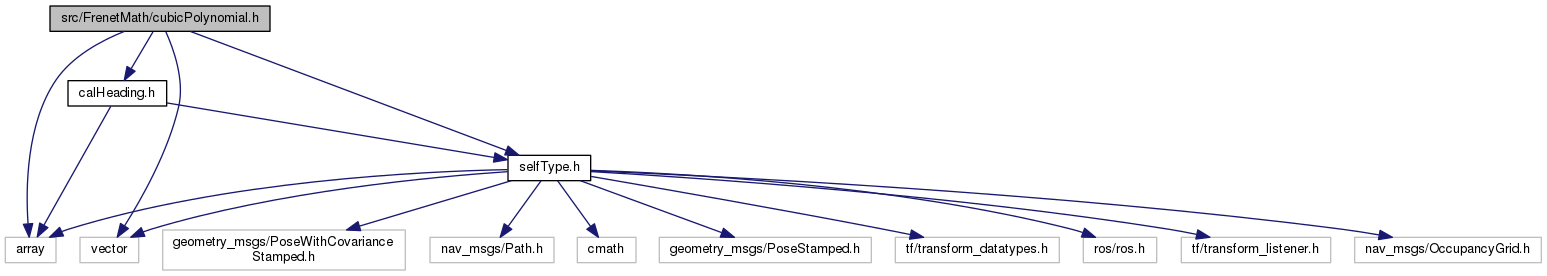 src/FrenetMath/cubicPolynomial.h
calHeading.h
selfType.h
array
vector
geometry_msgs/PoseWithCovariance
Stamped.h
nav_msgs/Path.h
cmath
geometry_msgs/PoseStamped.h
tf/transform_datatypes.h
ros/ros.h
tf/transform_listener.h
nav_msgs/OccupancyGrid.h